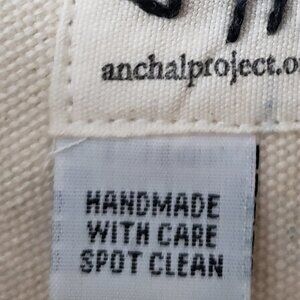 anchalproject.o
HANDMADE
WITH CARE
SPOT CLEAN